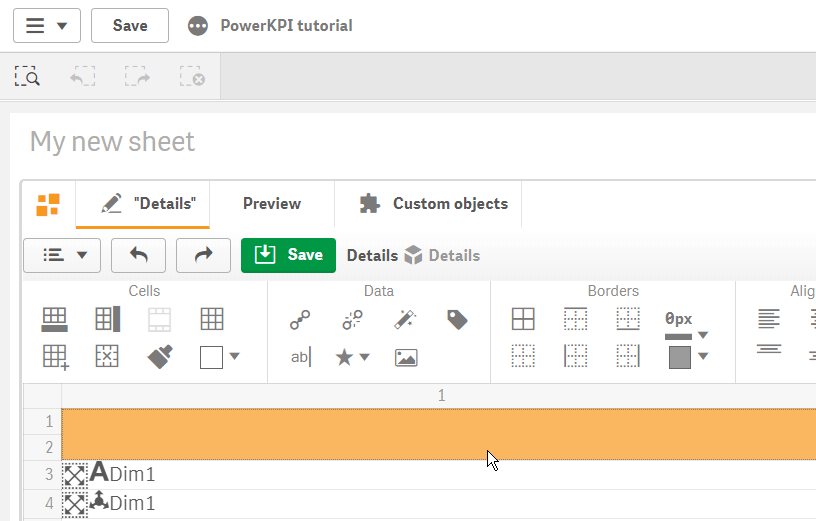 Save PowerKPI tutorial
My new sheet
"Details" Preview Custom objects
Save Details Details
Cells Data Borders Alig
0px
ab|
1
1
2
3 ADim1
4 Dim1